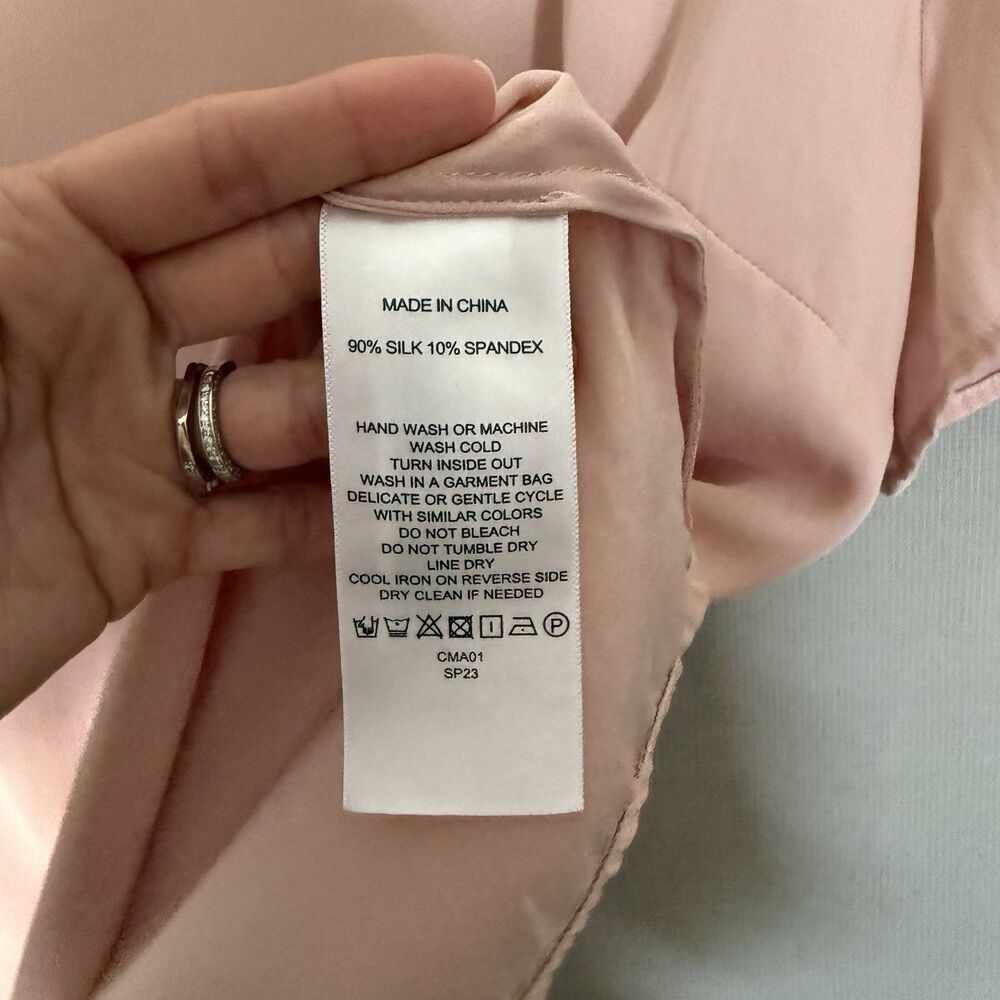 MADE IN CHINA
90% SILK 10% SPANDEX
HAND WASH OR MACHINE
WASH COLD
TURN INSIDE OUT
WASH IN A GARMENT BAG
DELICATE OR GENTLE CYCLE
WITH SIMILAR COLORS
DO NOT BLEACH
DO NOT TUMBLE DRY
LINE DRY
COOL IRON ON REVERSE SIDE
DRY CLEAN IF NEEDED
P
CMA01
SP23